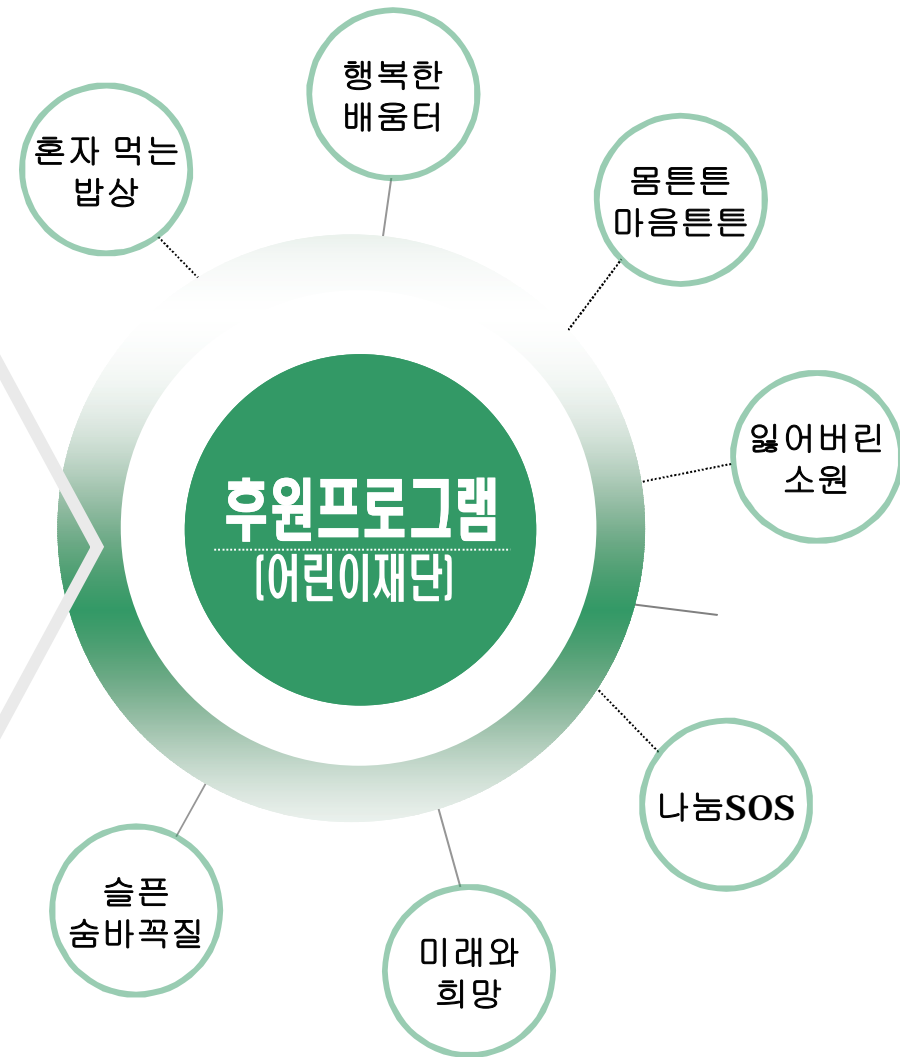 행복한
배움터
혼자 먹는
밥상
몸튼튼
마음튼튼
잃어버린
소원
후원프로그램
(어린이재단)
나눔SOS
슬픈
숨바꼭질
미래와
희망